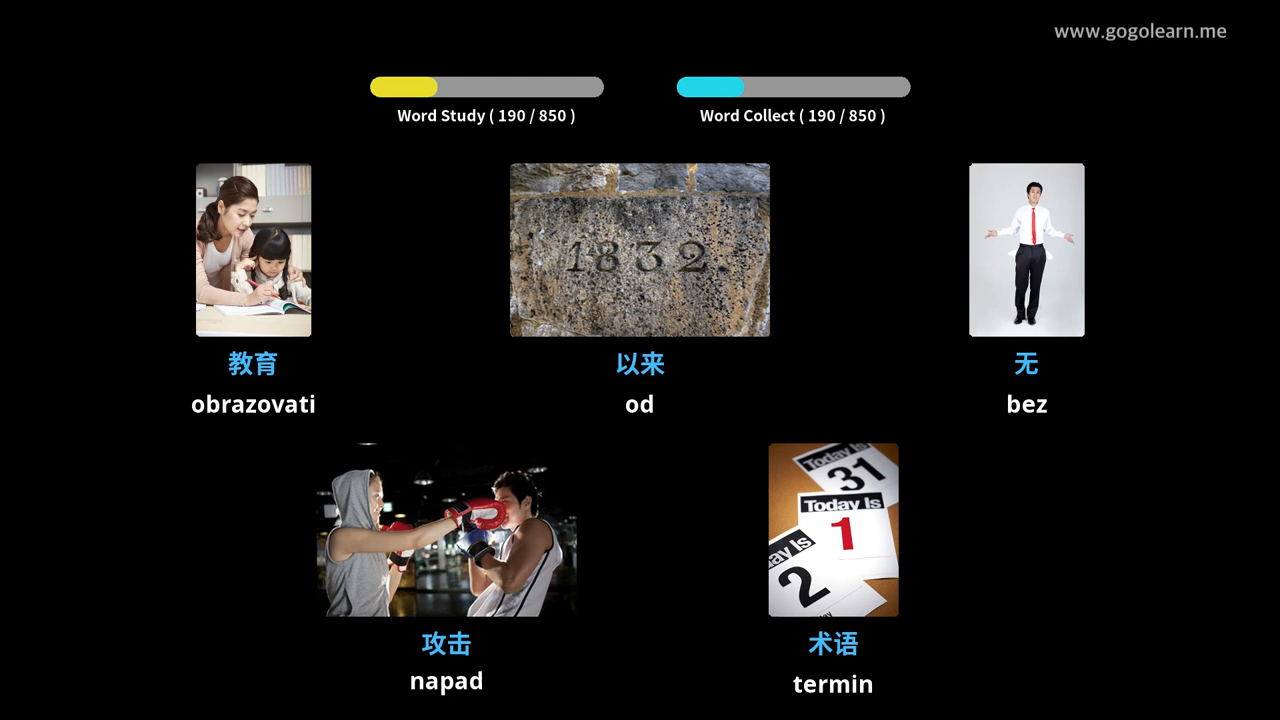 www.gogolearn.me
Word Study ( 190 / 850 )
Word Collect ( 190 / 850 )
1832.
教育
以来
无
obrazovati
od
bez
Today Is
31
Today Is
1
ay Is
2
攻击
术语
napad
termin